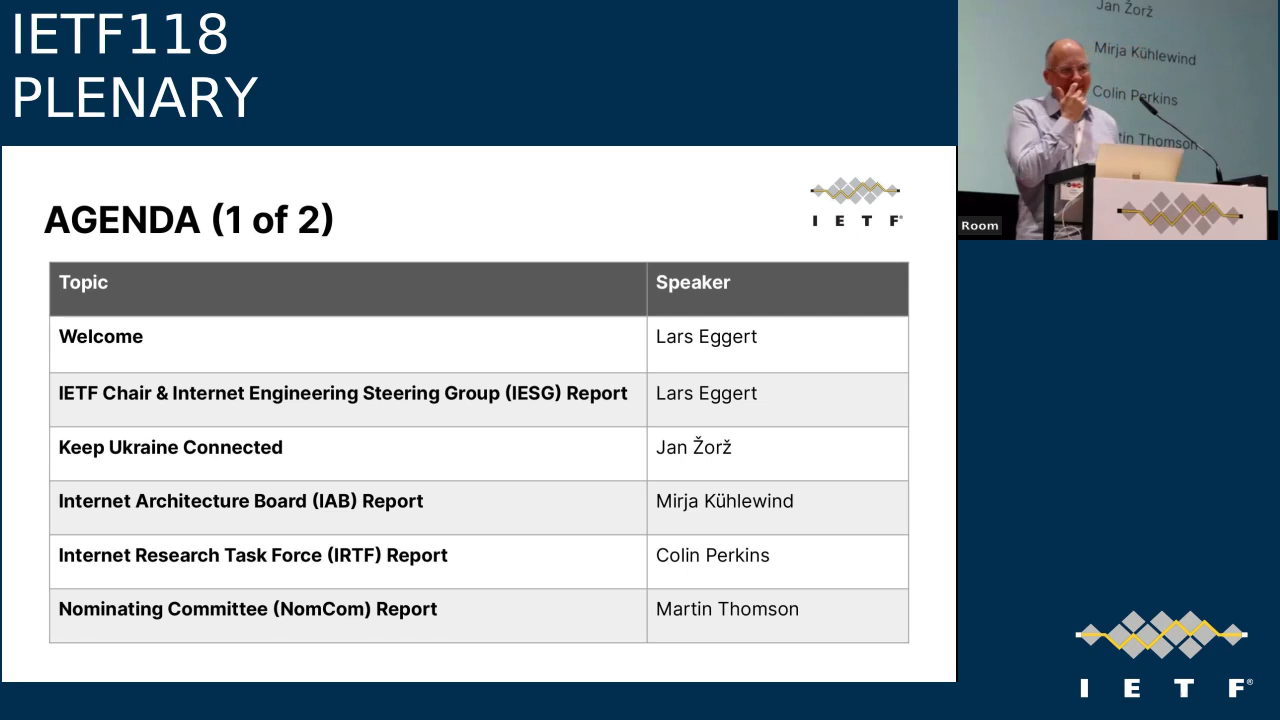 IETF118
PLENARY
AGENDA (1 of 2)
I E T F®
Topic Speaker
Welcome Lars Eggert
IETF Chair & Internet Engineering Steering Group (IESG) Report Lars Eggert
Keep Ukraine Connected Jan Žorž
Internet Architecture Board (IAB) Report Mirja Kühlewind
Internet Research Task Force (IRTF) Report Colin Perkins
Nominating Committee (NomCom) Report Martin Thomson
Jan Žorž
Mirja Kühlewind
Colin Perkins
tin Thomson
Room
I E T F®